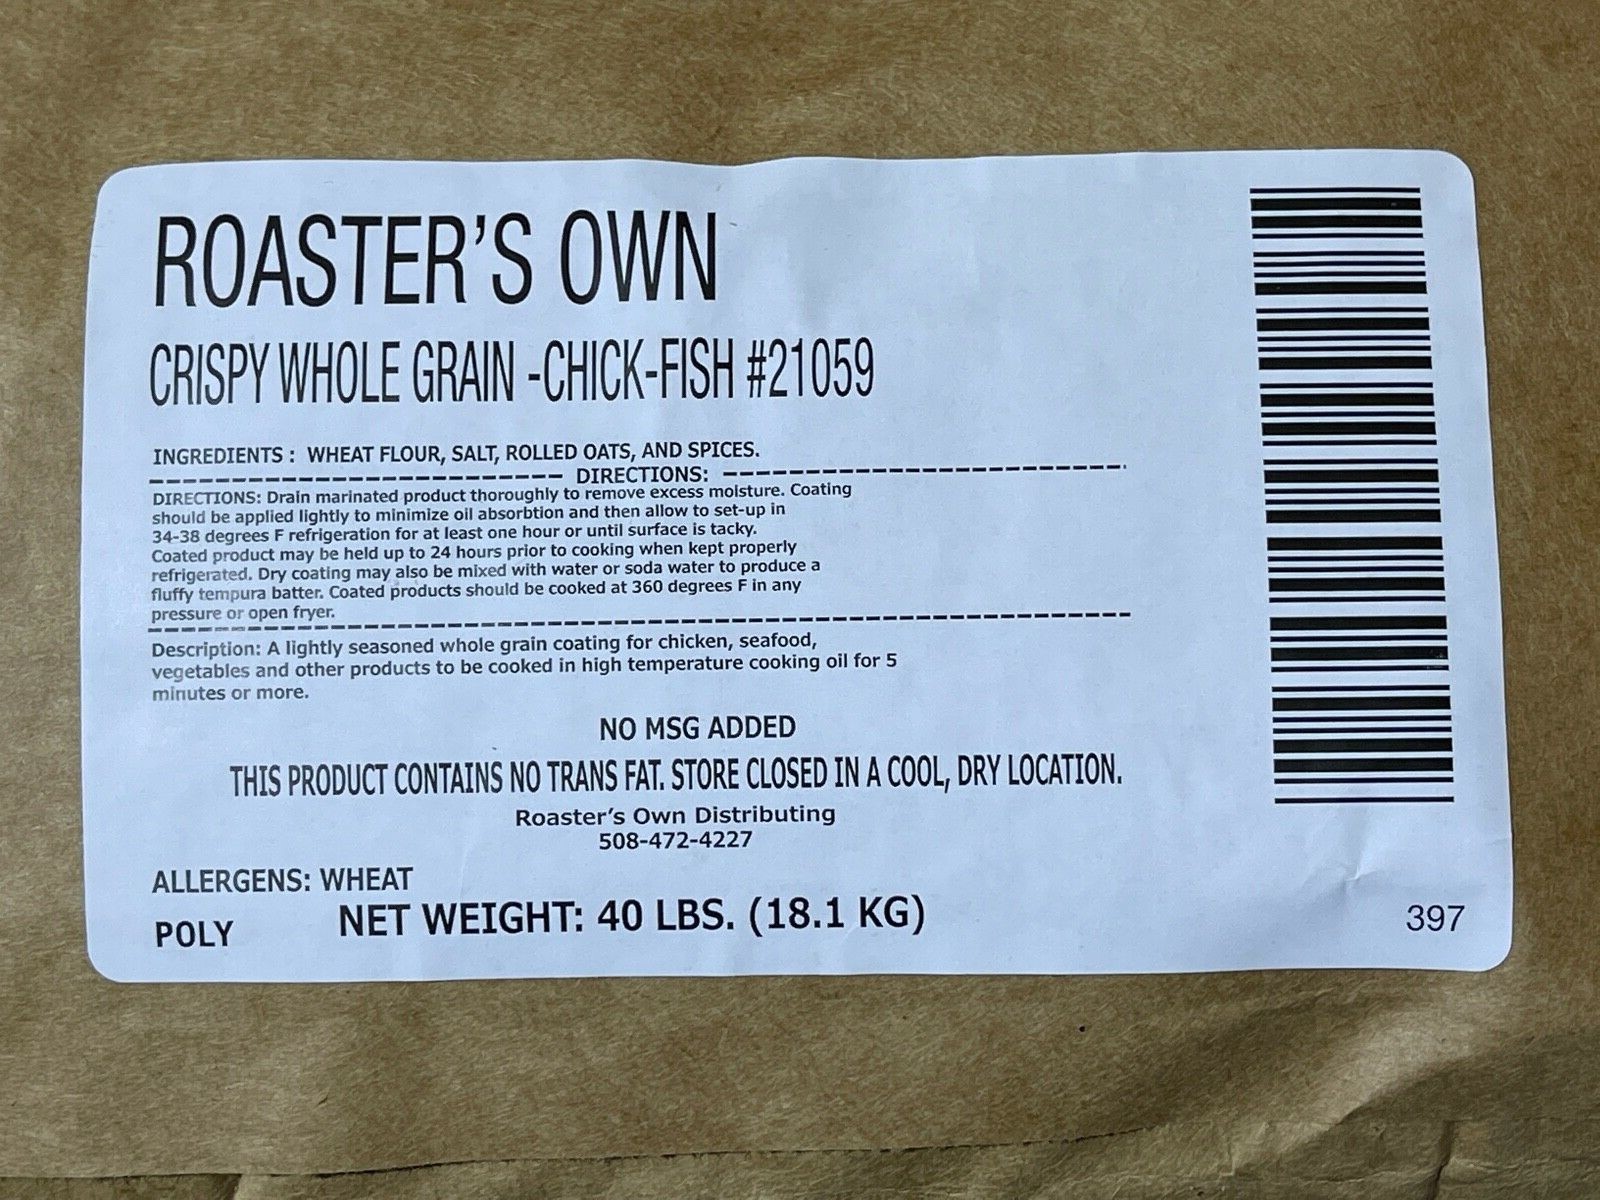 ROASTER'S OWN
CRISPY WHOLE GRAIN -CHICK-FISH #21059
INGREDIENTS : WHEAT FLOUR, SALT, ROLLED OATS, AND SPICES.
DIRECTIONS:
DIRECTIONS: Drain marinated product thoroughly to remove excess moisture. Coating
should be applied lightly to minimize oil absorbtion and then allow to set-up in
34-38 degrees F refrigeration for at least one hour or until surface is tacky.
Coated product may be held up to 24 hours prior to cooking when kept properly
refrigerated. Dry coating may also be mixed with water or soda water to produce a
fluffy tempura batter. Coated products should be cooked at 360 degrees F in any
pressure or open fryer.
Description: A lightly seasoned whole grain coating for chicken, seafood,
vegetables and other products to be cooked in high temperature cooking oil for 5
minutes or more.
NO MSG ADDED
THIS PRODUCT CONTAINS NO TRANS FAT. STORE CLOSED IN A COOL, DRY LOCATION.
Roaster's Own Distributing
508-472-4227
ALLERGENS: WHEAT
POLY NET WEIGHT: 40 LBS. (18.1 KG)
397